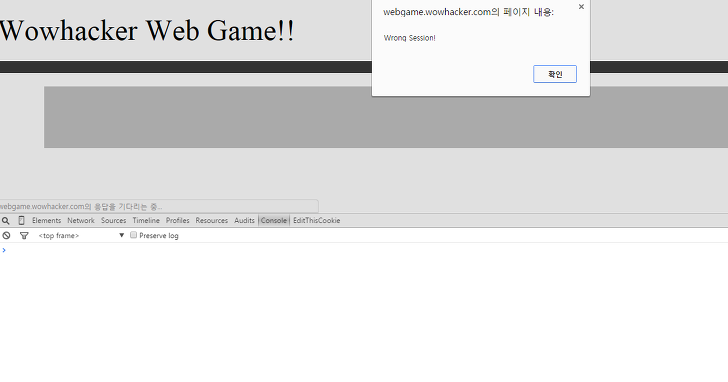 Wowhacker Web Game!!
webgame.wowhacker.com의 페이지 내용:
Wrong Session!
확인
webgame.wowhacker.com의 응답을 기다리는 중...
Elements Network Sources Timeline Profiles Resources Audits Console EditThisCookie
<top frame> Preserve log